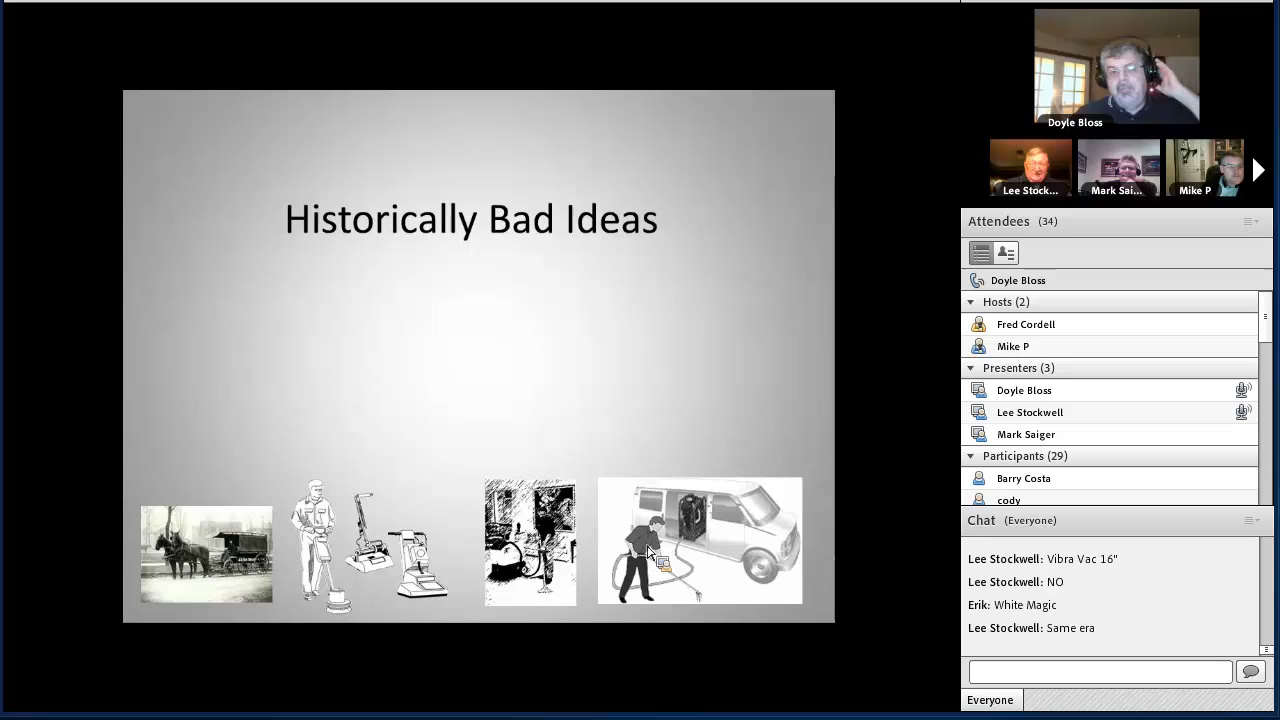 Historically Bad Ideas
Doyle Bloss
Lee Stock...
Mark Sai...
Mike P
Attendees (34)
Doyle Bloss
Hosts (2)
Fred Cordell
Mike P
Presenters (3)
Doyle Bloss
Lee Stockwell
Mark Saiger
Participants (29)
Barry Costa
cody
Chat (Everyone)
Lee Stockwell: Vibra Vac 16"
Lee Stockwell: NO
Erik: White Magic
Lee Stockwell: Same era
Everyone